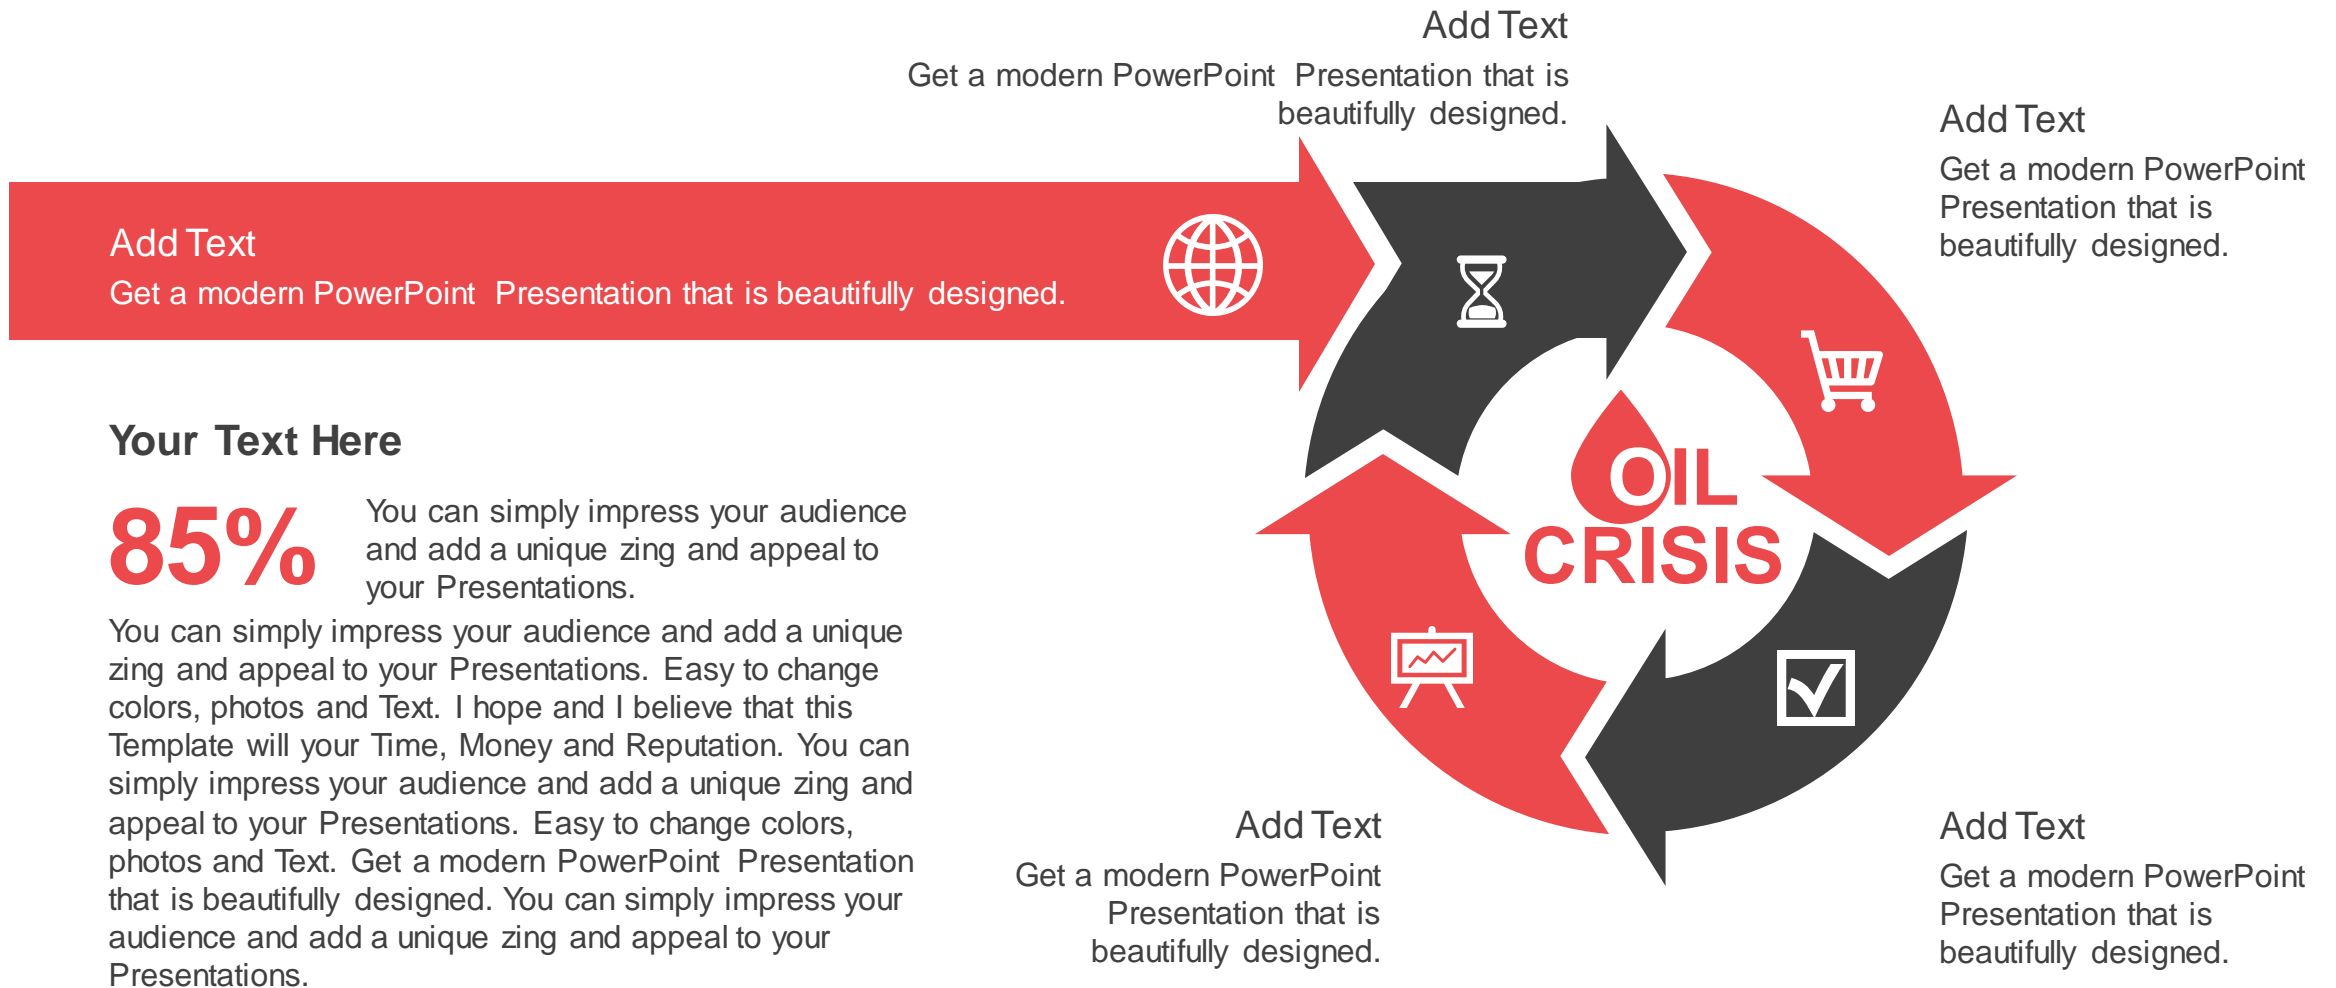 Add Text
Get a modern PowerPoint Presentation that is
beautifully designed.
Add Text
Get a modern PowerPoint
Presentation that is
beautifully designed.
Add Text
Get a modern PowerPoint Presentation that is beautifully designed.
Your Text Here
85%
You can simply impress your audience
and add a unique zing and appeal to
your Presentations.
You can simply impress your audience and add a unique
zing and appeal to your Presentations. Easy to change
colors, photos and Text. I hope and I believe that this
Template will your Time, Money and Reputation. You can
simply impress your audience and add a unique zing and
appeal to your Presentations. Easy to change colors,
photos and Text. Get a modern PowerPoint Presentation
that is beautifully designed. You can simply impress your
audience and add a unique zing and appeal to your
Presentations.
OIL
CRISIS
Add Text
Get a modern PowerPoint
Presentation that is
beautifully designed.
Add Text
Get a modern PowerPoint
Presentation that is
beautifully designed.